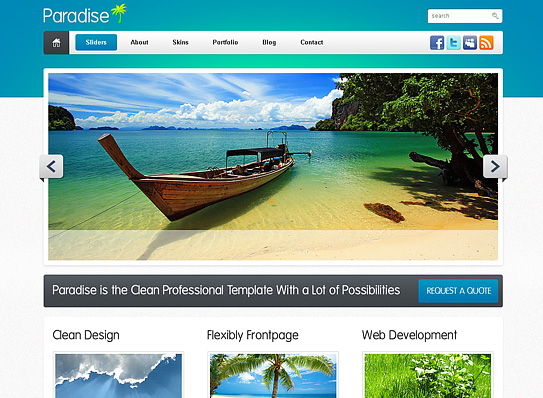 Paradise
search
Sliders About Skins Portfolio Blog Contact
Paradise is the Clean Professional Template With a Lot of Possibilities
REQUEST A QUOTE
Clean Design
Flexibly Frontpage
Web Development